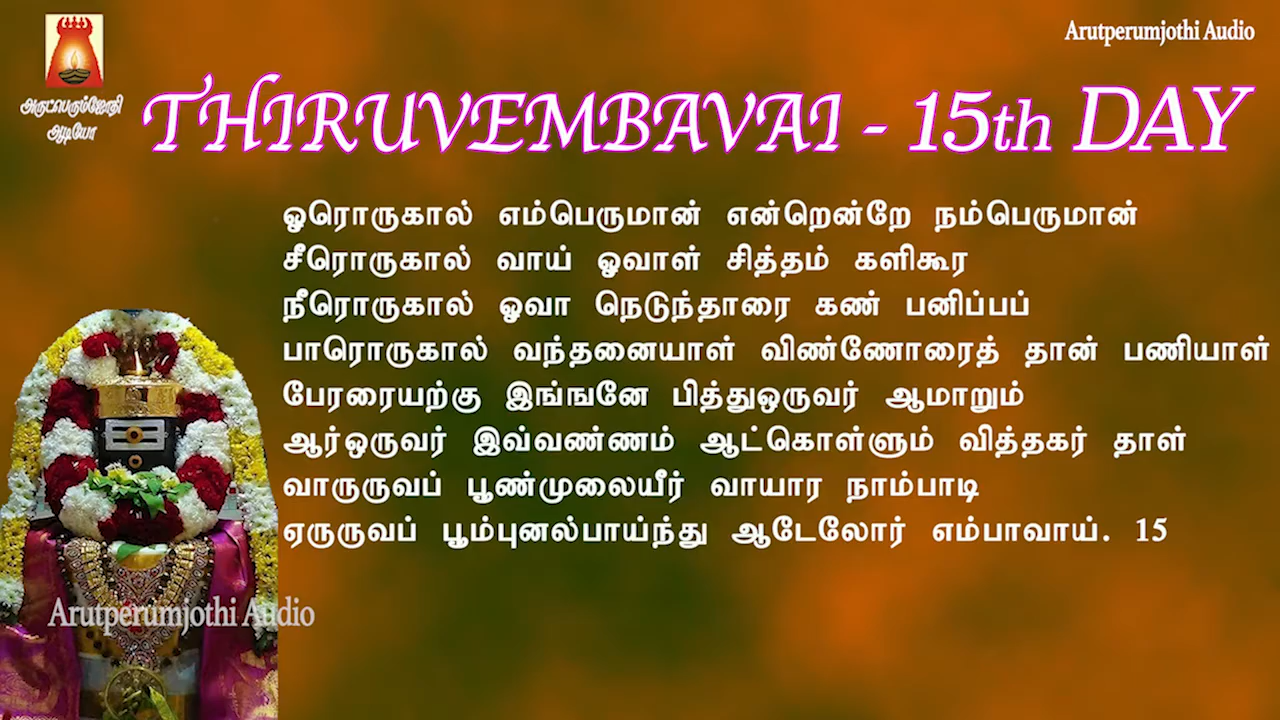 Arutperumjothi Audio
அருட்பெரும்ஜோதி
ஆடியோ
THIRUVEMBAVAI - 15th DAY
ஓரொருகால் எம்பெருமான் என்றென்றே நம்பெருமான்
சீரொருகால் வாய் ஓவாள் சித்தம் களிகூர
நீரொருகால் ஓவா நெடுந்தாரை கண் பனிப்பப்
பாரொருகால் வந்தனையாள் விண்ணோரைத் தான் பணியாள்
பேரரையற்கு இங்ஙனே பித்துஒருவர் ஆமாறும்
ஆர்ஒருவர் இவ்வண்ணம் ஆட்கொள்ளும் வித்தகர் தாள்
வாருருவப் பூண்முலையீர் வாயார நாம்பாடி
ஏருருவப் பூம்புனல்பாய்ந்து ஆடேலோர் எம்பாவாய். 15
Arutperumjothi Audio